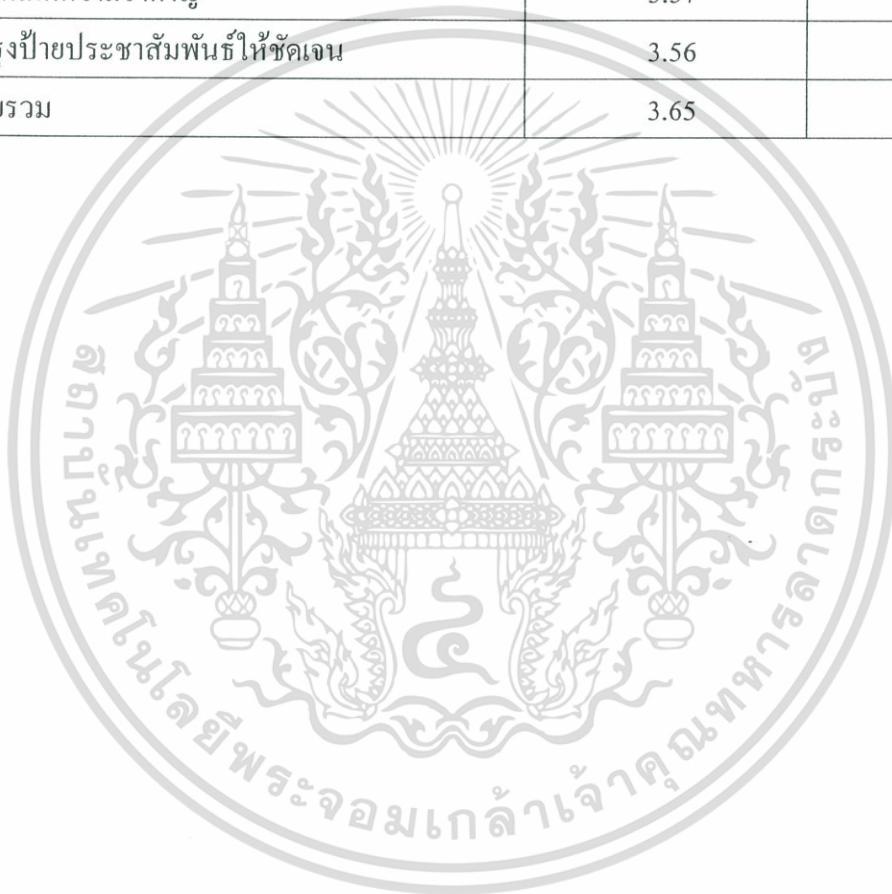 3.57
งป้ายประชาสัมพันธ์ให้ชัดเจน 3.56
รวม 3.65
สถาบันเทคโนโลยีพระจอมเกล้าเจ้าคุณทหารลาดกระบัง
๔